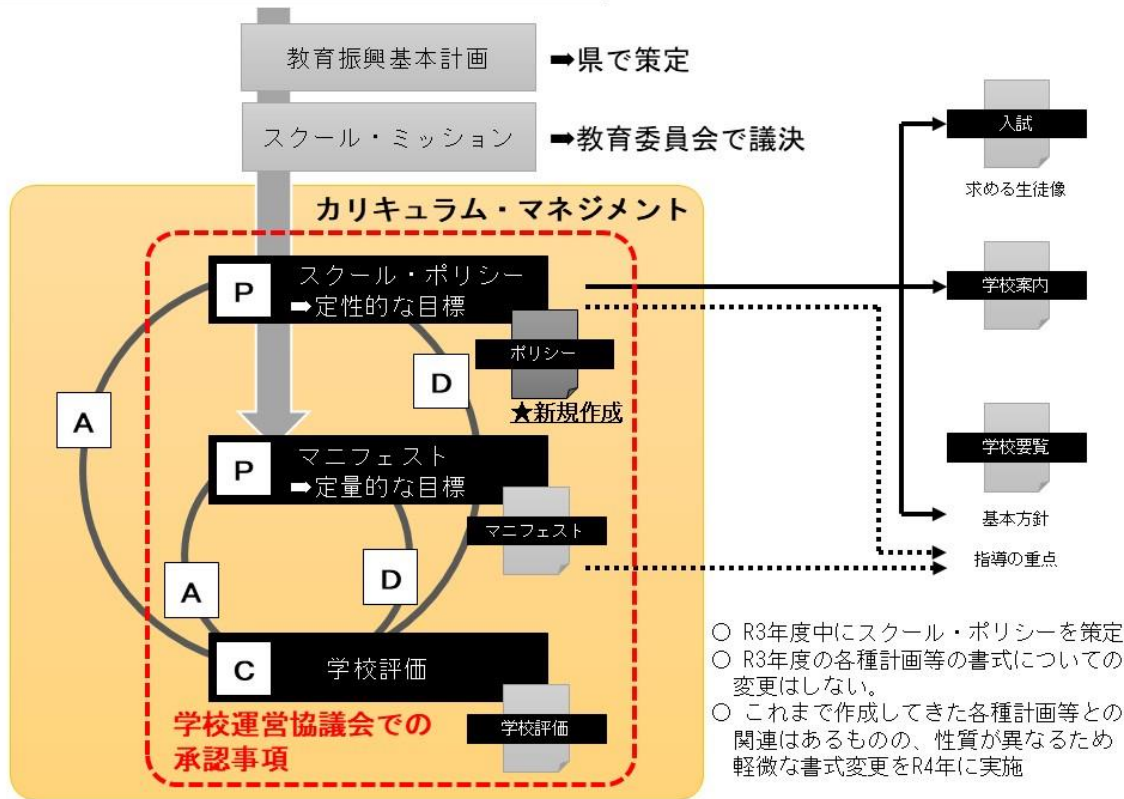 教育振興基本計画
➡県で策定
スクール・ミッション
➡教育委員会で議決
カリキュラム・マネジメント
P
スクール・ポリシー
➡定性的な目標
ポリシー
★新規作成
A
D
P
マニフェスト
➡定量的な目標
マニフェスト
A
D
C
学校評価
学校評価
学校運営協議会での
承認事項
入試
求める生徒像
学校案内
学校要覧
基本方針
指導の重点
○ R3年度中にスクール・ポリシーを策定
○ R3年度の各種計画等の書式についての
変更はしない。
○ これまで作成してきた各種計画等との
関連はあるものの、性質が異なるため
軽微な書式変更をR4年に実施